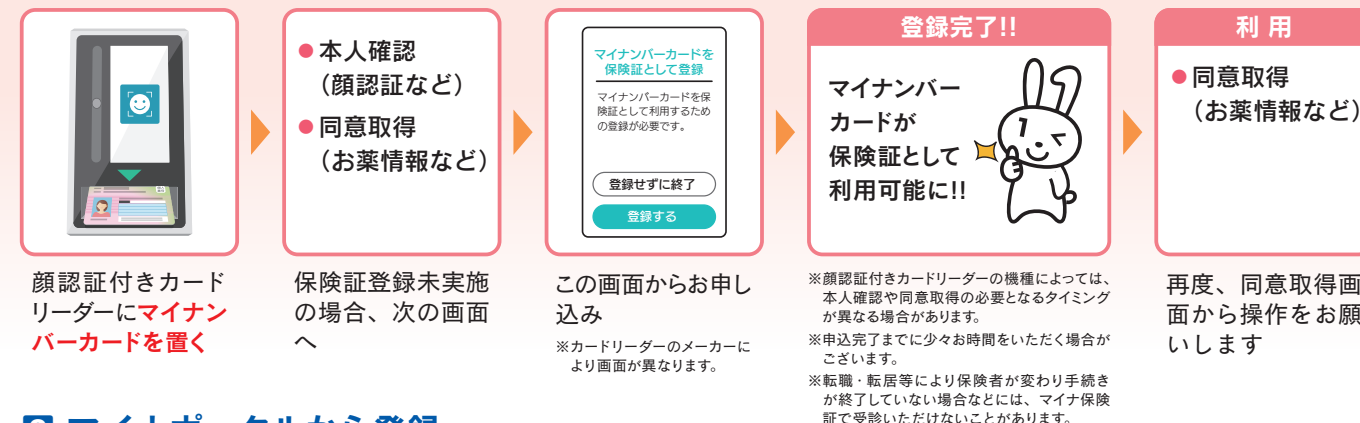 ●本人確認
（顔認証など）
●同意取得
（お薬情報など）
マイナンバーカードを
保険証として登録
マイナンバーカードを保
険証として利用するため
の登録が必要です。
登録せずに終了
登録する
登録完了!!
マイナンバー
カードが
保険証として
利用可能に!!
利用
●同意取得
（お薬情報など）
顔認証付きカード
リーダーにマイナン
バーカードを置く
保険証登録未実施
の場合、次の画面
へ
この画面からお申し
込み
※カードリーダーのメーカーに
より画面が異なります。
※顔認証付きカードリーダーの機種によっては、
本人確認や同意取得の必要となるタイミング
が異なる場合があります。
※申込完了までに少々お時間をいただく場合が
ございます。
※転職・転居等により保険者が変わり手続き
が終了していない場合などには、マイナ保険
証で受診いただけないことがあります。
再度、同意取得画
面から操作をお願
いします
2 マイナポータルから登録